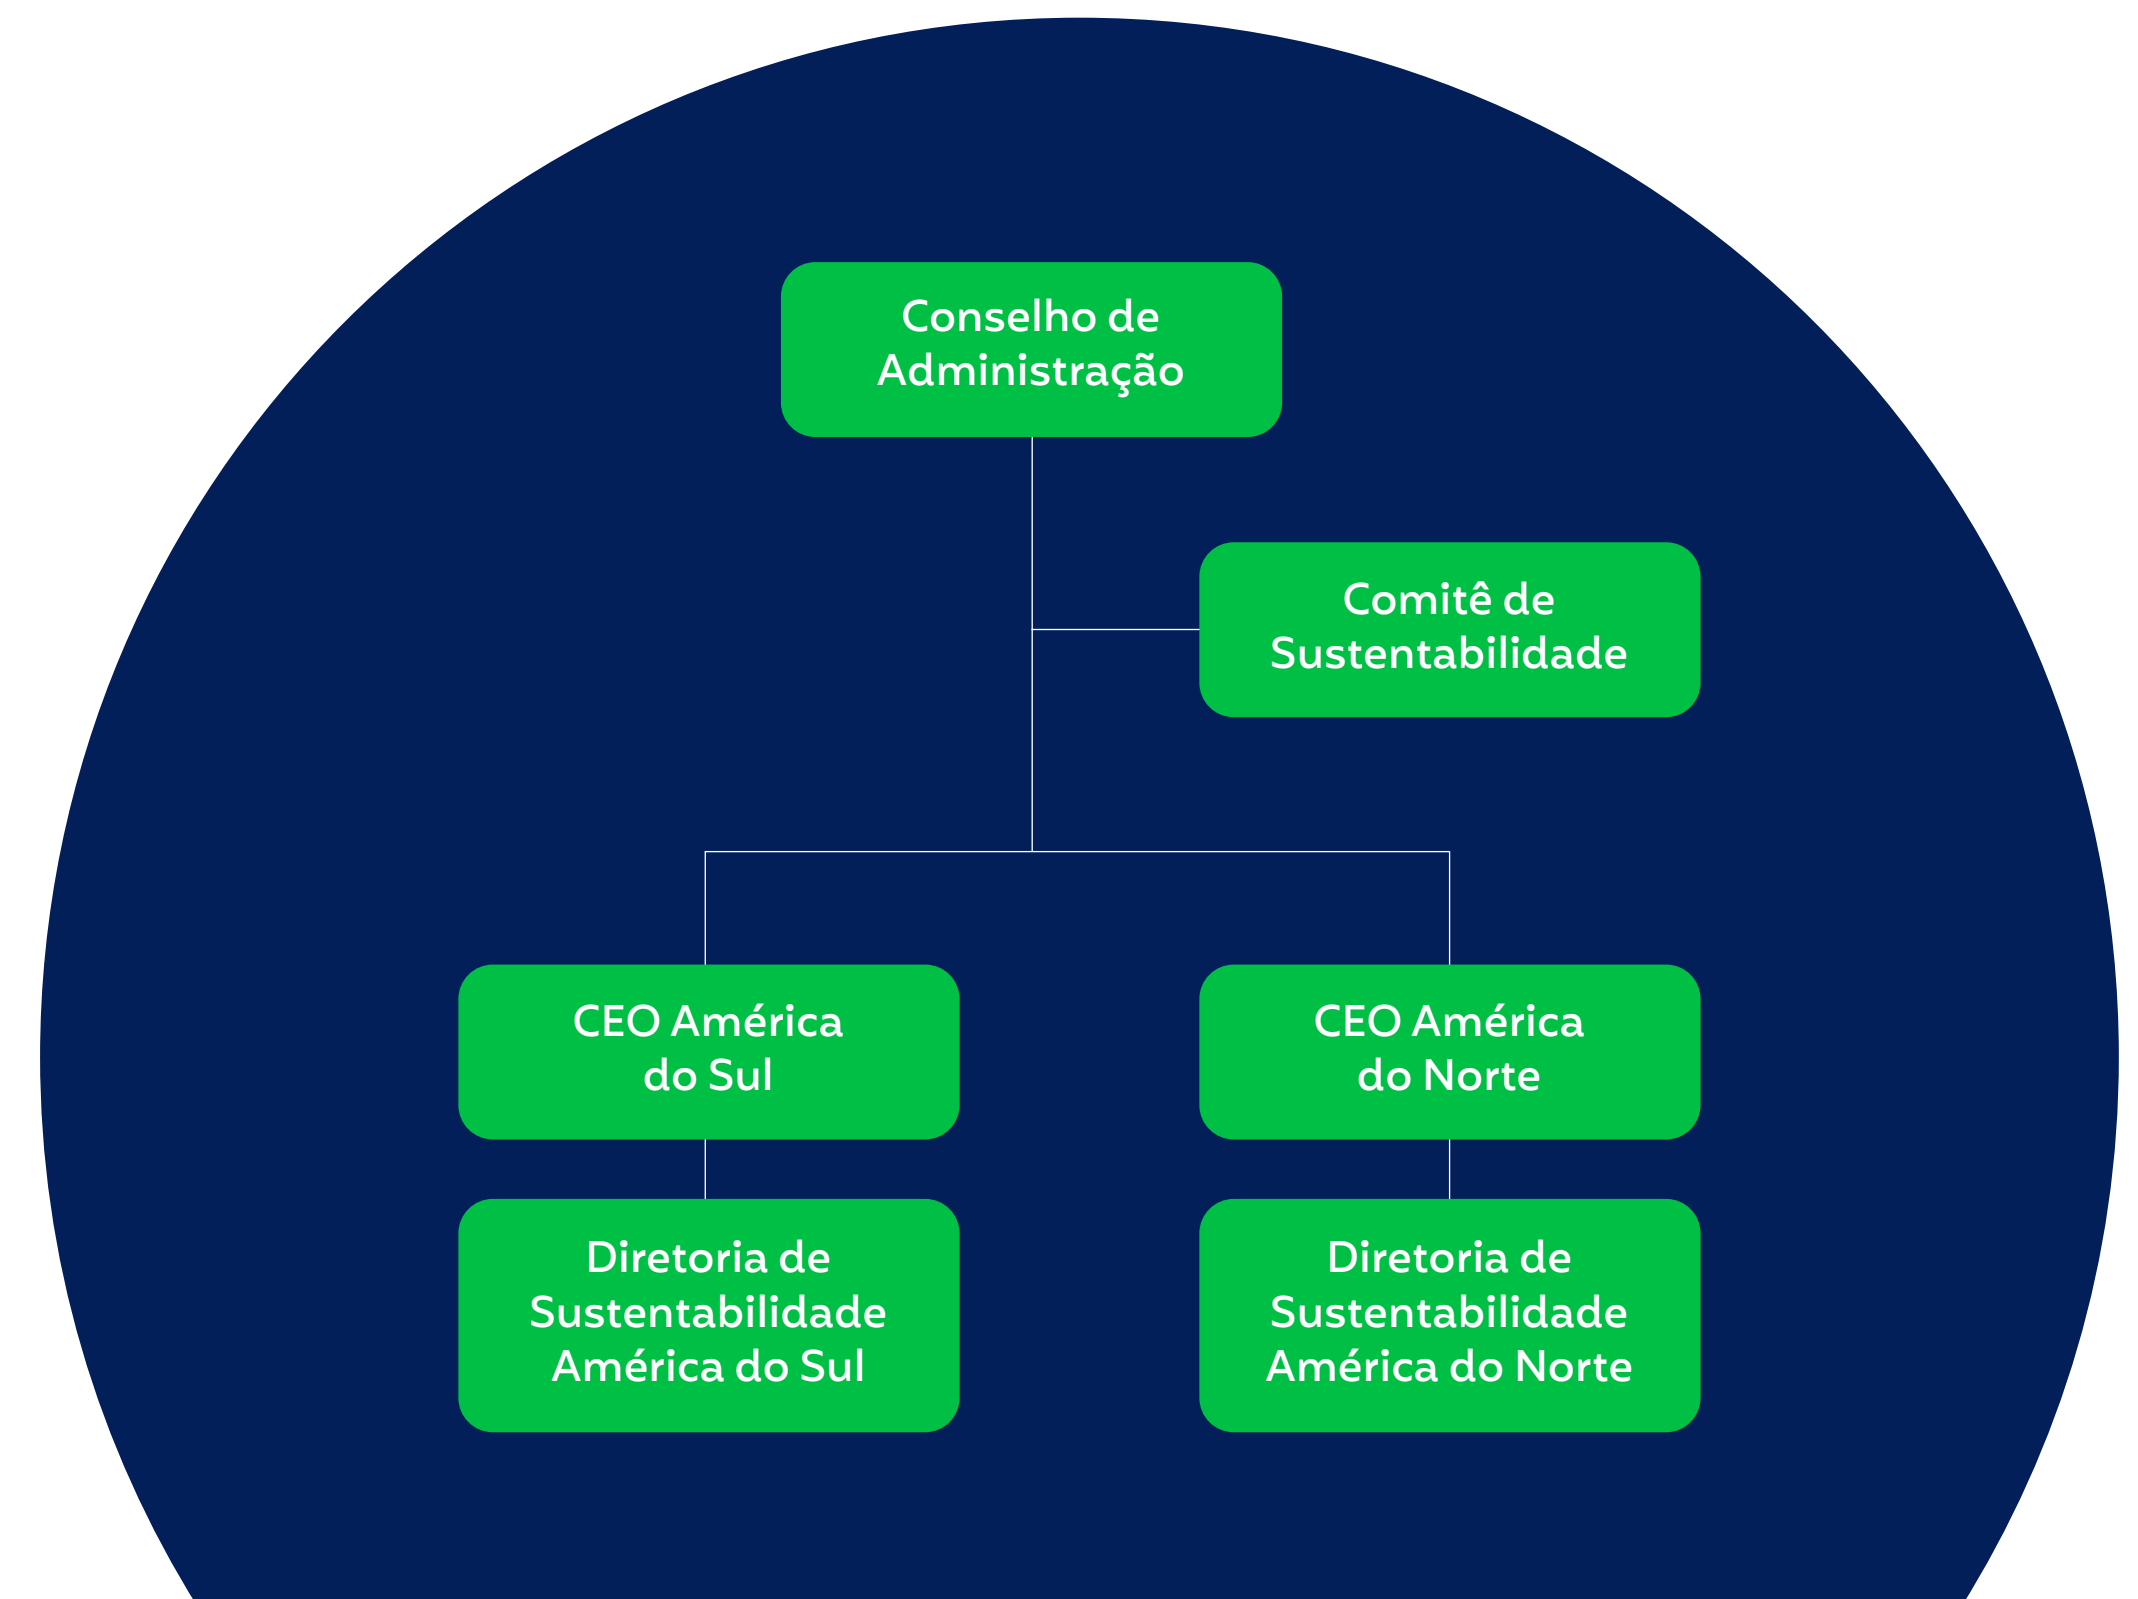 Conselho de
Administração
Comitê de
Sustentabilidade
CEO América
do Sul
CEO América
do Norte
Diretoria de
Sustentabilidade
América do Sul
Diretoria de
Sustentabilidade
América do Norte